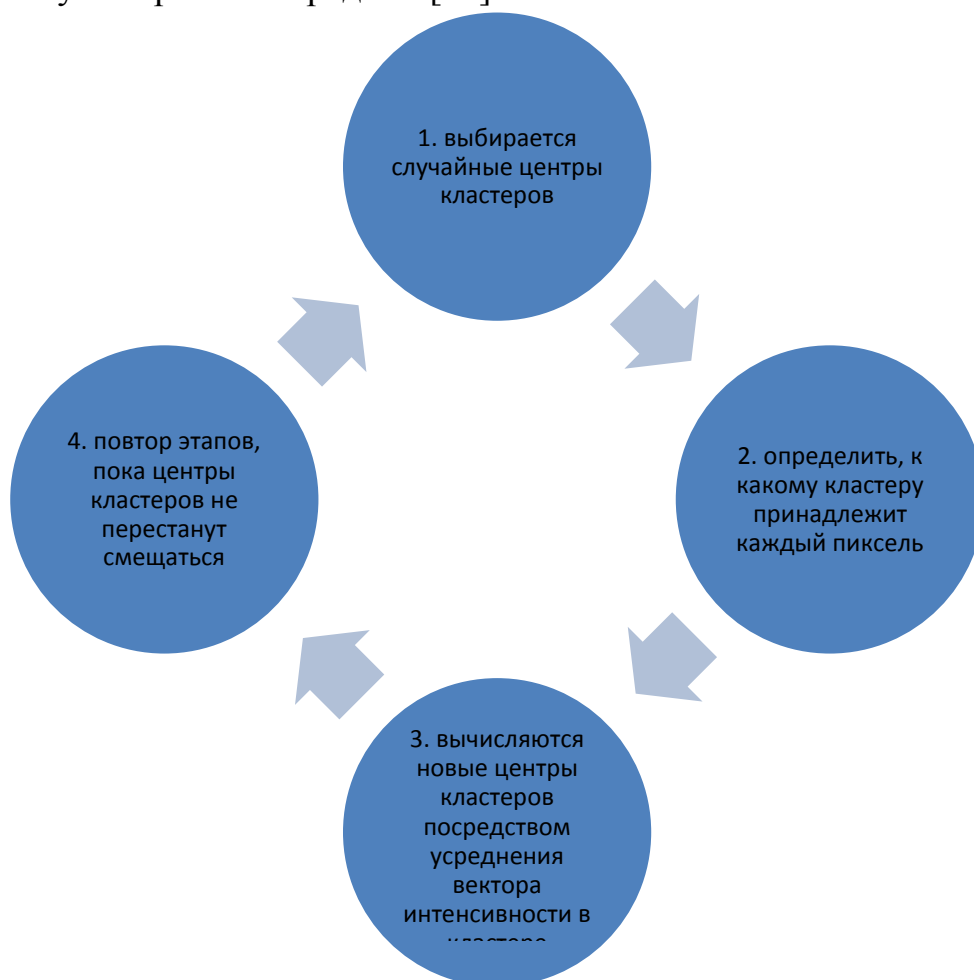 1. выбирается
случайные центры
кластеров
2. определить, к
какому кластеру
принадлежит
каждый пиксель
3. вычисляются
новые центры
кластеров
посредством
усреднения
вектора
интенсивности в
4. повтор этапов,
пока центры
кластеров не
перестанут
смещаться